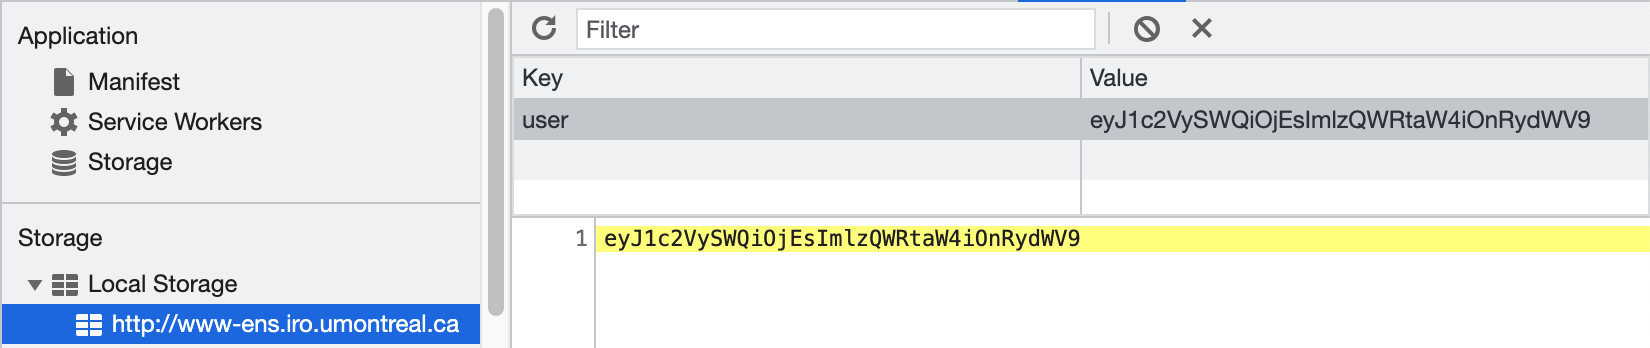 Application
Manifest
Service Workers
Storage
Storage
Local Storage
http://www-ens.iro.umontreal.ca
Filter
Key Value
user eyJ1c2VySWQiOjEsImlzQWRtaW4iOnRydWV9
1 eyJ1c2VySWQiOjEsImlzQWRtaW4iOnRydWV9